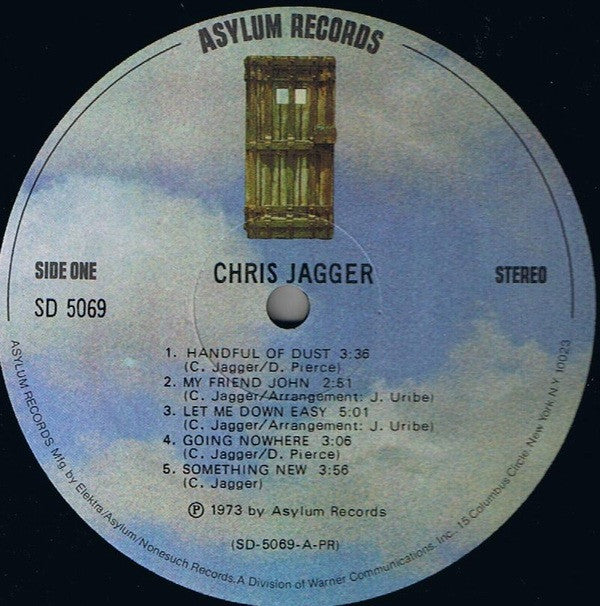 ASYLUM RECORDS
SIDE ONE
CHRIS JAGGER
STEREO
SD 5069
1. HANDFUL OF DUST 3:36
(C. Jagger/D. Pierce)
2. MY FRIEND JOHN 2:51
(C. Jagger/Arrangement: J. Uribe)
3. LET ME DOWN EASY 5:01
(C. Jagger/Arrangement: J. Uribe)
4. GOING NOWHERE 3:06
(C. Jagger/D. Pierce)
5. SOMETHING NEW 3:56
(C. Jagger)
℗ 1973 by Asylum Records
(SD-5069-A-PR)
ASYLUM RECORDS Mfg. by Elektra/Asylum/Nonesuch Records. A Division of Warner Communications, Inc. 15 Columbus Circle, New York, N.Y. 10023